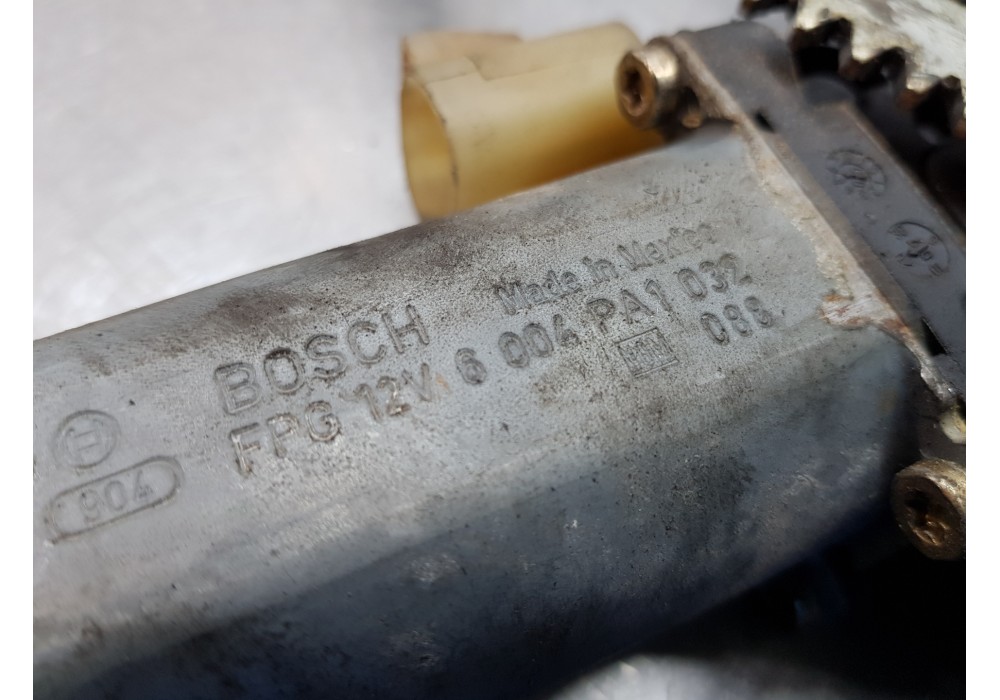 Made in Mexico
BOSCH
FPG 12V 6 004 PA1 032
088
904